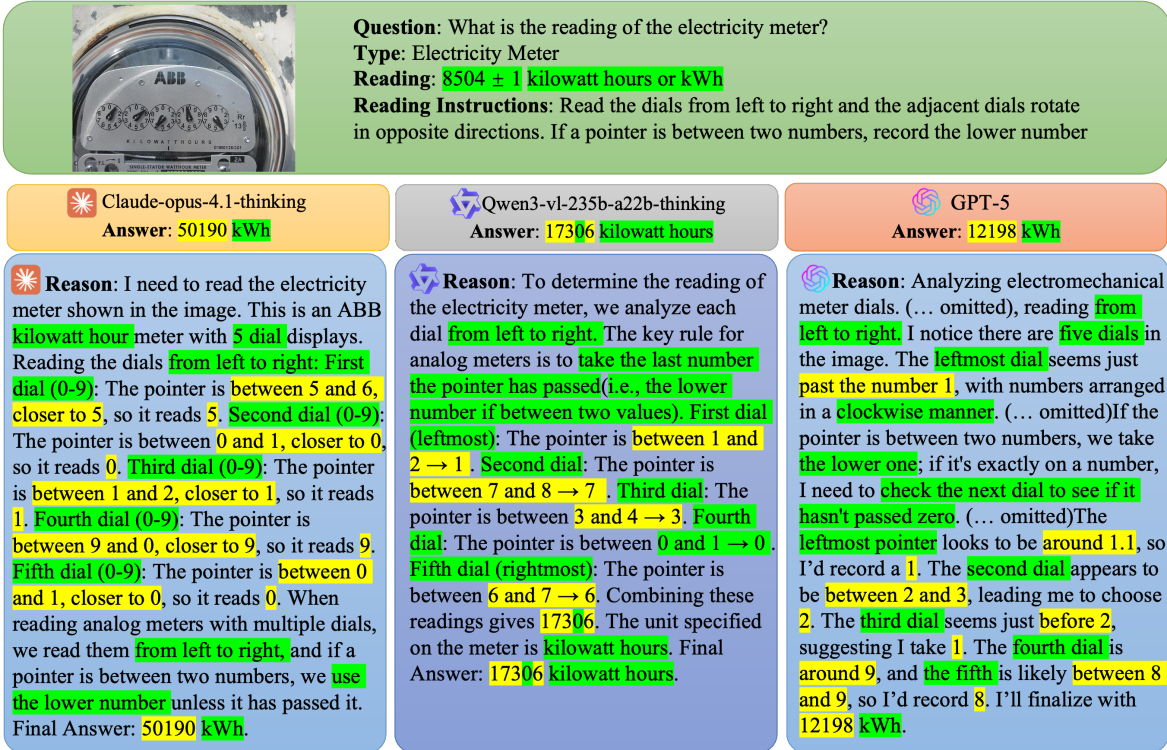 Question: What is the reading of the electricity meter?
Type: Electricity Meter
Reading: 8504 ± 1 kilowatt hours or kWh
Reading Instructions: Read the dials from left to right and the adjacent dials rotate
in opposite directions. If a pointer is between two numbers, record the lower number
ABB
KILOWATTHOURS
SINGLE-STATOR WATTHOUR METER
Claude-opus-4.1-thinking
Answer: 50190 kWh
Qwen3-vl-235b-a22b-thinking
Answer: 17306 kilowatt hours
GPT-5
Answer: 12198 kWh
Reason: I need to read the electricity
meter shown in the image. This is an ABB
kilowatt hour meter with 5 dial displays.
Reading the dials from left to right: First
dial (0-9): The pointer is between 5 and 6,
closer to 5, so it reads 5. Second dial (0-9):
The pointer is between 0 and 1, closer to 0,
so it reads 0. Third dial (0-9): The pointer
is between 1 and 2, closer to 1, so it reads
1. Fourth dial (0-9): The pointer is
between 9 and 0, closer to 9, so it reads 9.
Fifth dial (0-9): The pointer is between 0
and 1, closer to 0, so it reads 0. When
reading analog meters with multiple dials,
we read them from left to right, and if a
pointer is between two numbers, we use
the lower number unless it has passed it.
Final Answer: 50190 kWh.
Reason: To determine the reading of
the electricity meter, we analyze each
dial from left to right. The key rule for
analog meters is to take the last number
the pointer has passed(i.e., the lower
number if between two values). First dial
(leftmost): The pointer is between 1 and
2 → 1. Second dial: The pointer is
between 7 and 8 → 7. Third dial: The
pointer is between 3 and 4 → 3. Fourth
dial: The pointer is between 0 and 1 → 0.
Fifth dial (rightmost): The pointer is
between 6 and 7 → 6. Combining these
readings gives 17306. The unit specified
on the meter is kilowatt hours. Final
Answer: 17306 kilowatt hours.
Reason: Analyzing electromechanical
meter dials. (… omitted), reading from
left to right. I notice there are five dials in
the image. The leftmost dial seems just
past the number 1, with numbers arranged
in a clockwise manner. (… omitted)If the
pointer is between two numbers, we take
the lower one; if it's exactly on a number,
I need to check the next dial to see if it
hasn't passed zero. (… omitted)The
leftmost pointer looks to be around 1.1, so
I'd record a 1. The second dial appears to
be between 2 and 3, leading me to choose
2. The third dial seems just before 2,
suggesting I take 1. The fourth dial is
around 9, and the fifth is likely between 8
and 9, so I'd record 8. I'll finalize with
12198 kWh.